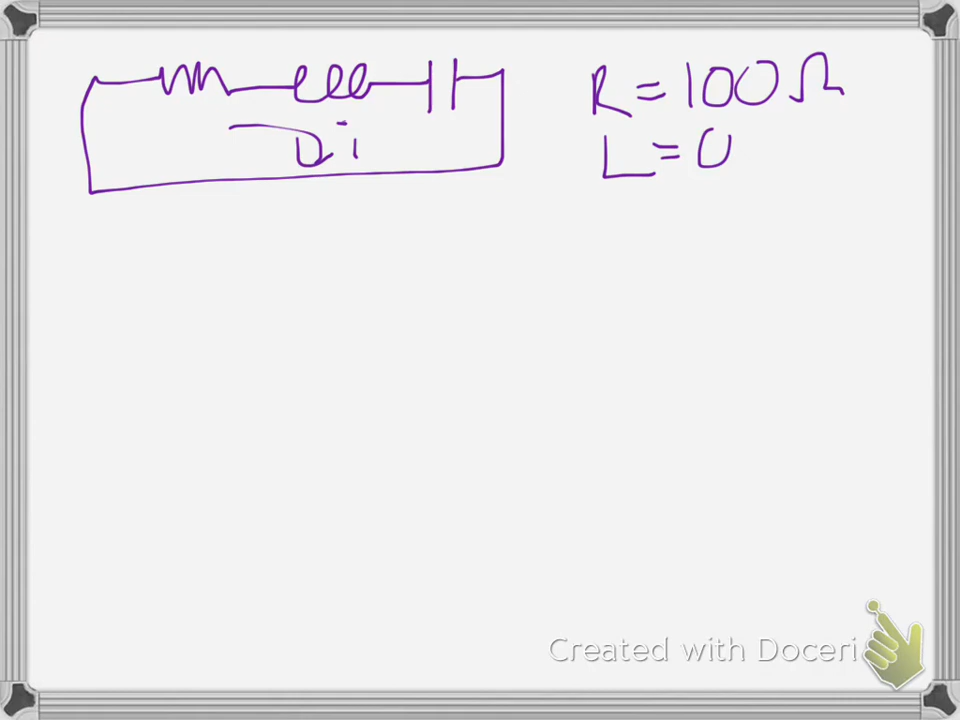 R = 100 Ω
L = 0
i
Created with Doceri